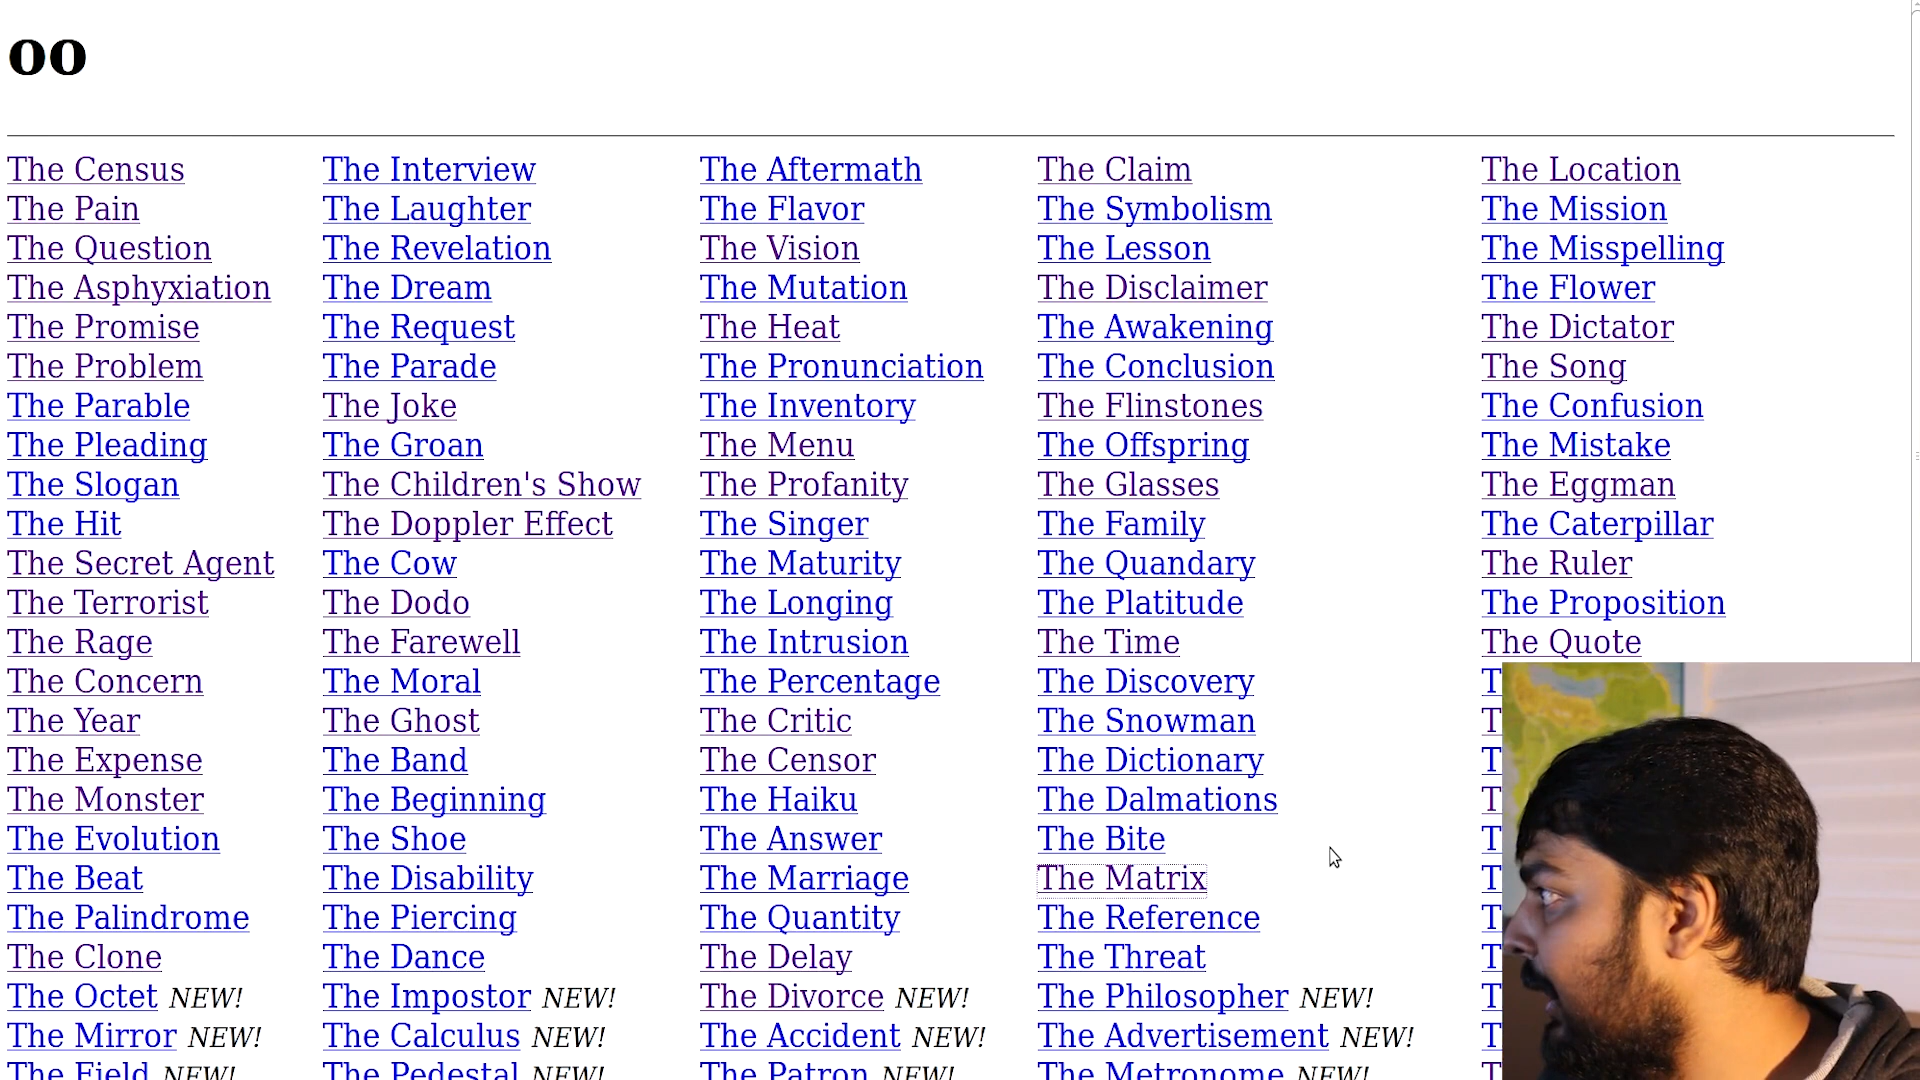 oo
The Census The Interview The Aftermath The Claim The Location
The Pain The Laughter The Flavor The Symbolism The Mission
The Question The Revelation The Vision The Lesson The Misspelling
The Asphyxiation The Dream The Mutation The Disclaimer The Flower
The Promise The Request The Heat The Awakening The Dictator
The Problem The Parade The Pronunciation The Conclusion The Song
The Parable The Joke The Inventory The Flinstones The Confusion
The Pleading The Groan The Menu The Offspring The Mistake
The Slogan The Children's Show The Profanity The Glasses The Eggman
The Hit The Doppler Effect The Singer The Family The Caterpillar
The Secret Agent The Cow The Maturity The Quandary The Ruler
The Terrorist The Dodo The Longing The Platitude The Proposition
The Rage The Farewell The Intrusion The Time The Quote
The Concern The Moral The Percentage The Discovery T
The Year The Ghost The Critic The Snowman T
The Expense The Band The Censor The Dictionary T
The Monster The Beginning The Haiku The Dalmations T
The Evolution The Shoe The Answer The Bite T
The Beat The Disability The Marriage The Matrix T
The Palindrome The Piercing The Quantity The Reference T
The Clone The Dance The Delay The Threat T
The Octet NEW! The Impostor NEW! The Divorce NEW! The Philosopher NEW! T
The Mirror NEW! The Calculus NEW! The Accident NEW! The Advertisement NEW! T
The Field NEW! The Pedestal NEW! The Patron NEW! The Metronome NEW! T